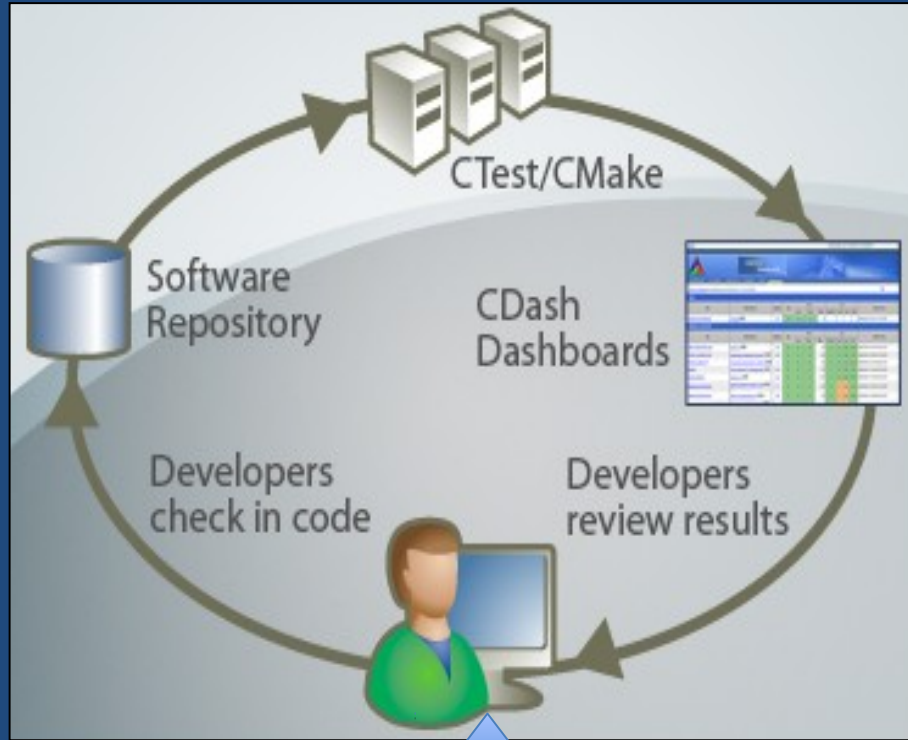 CTest/CMake
Software
Repository
CDash
Dashboards
Developers
check in code
Developers
review results